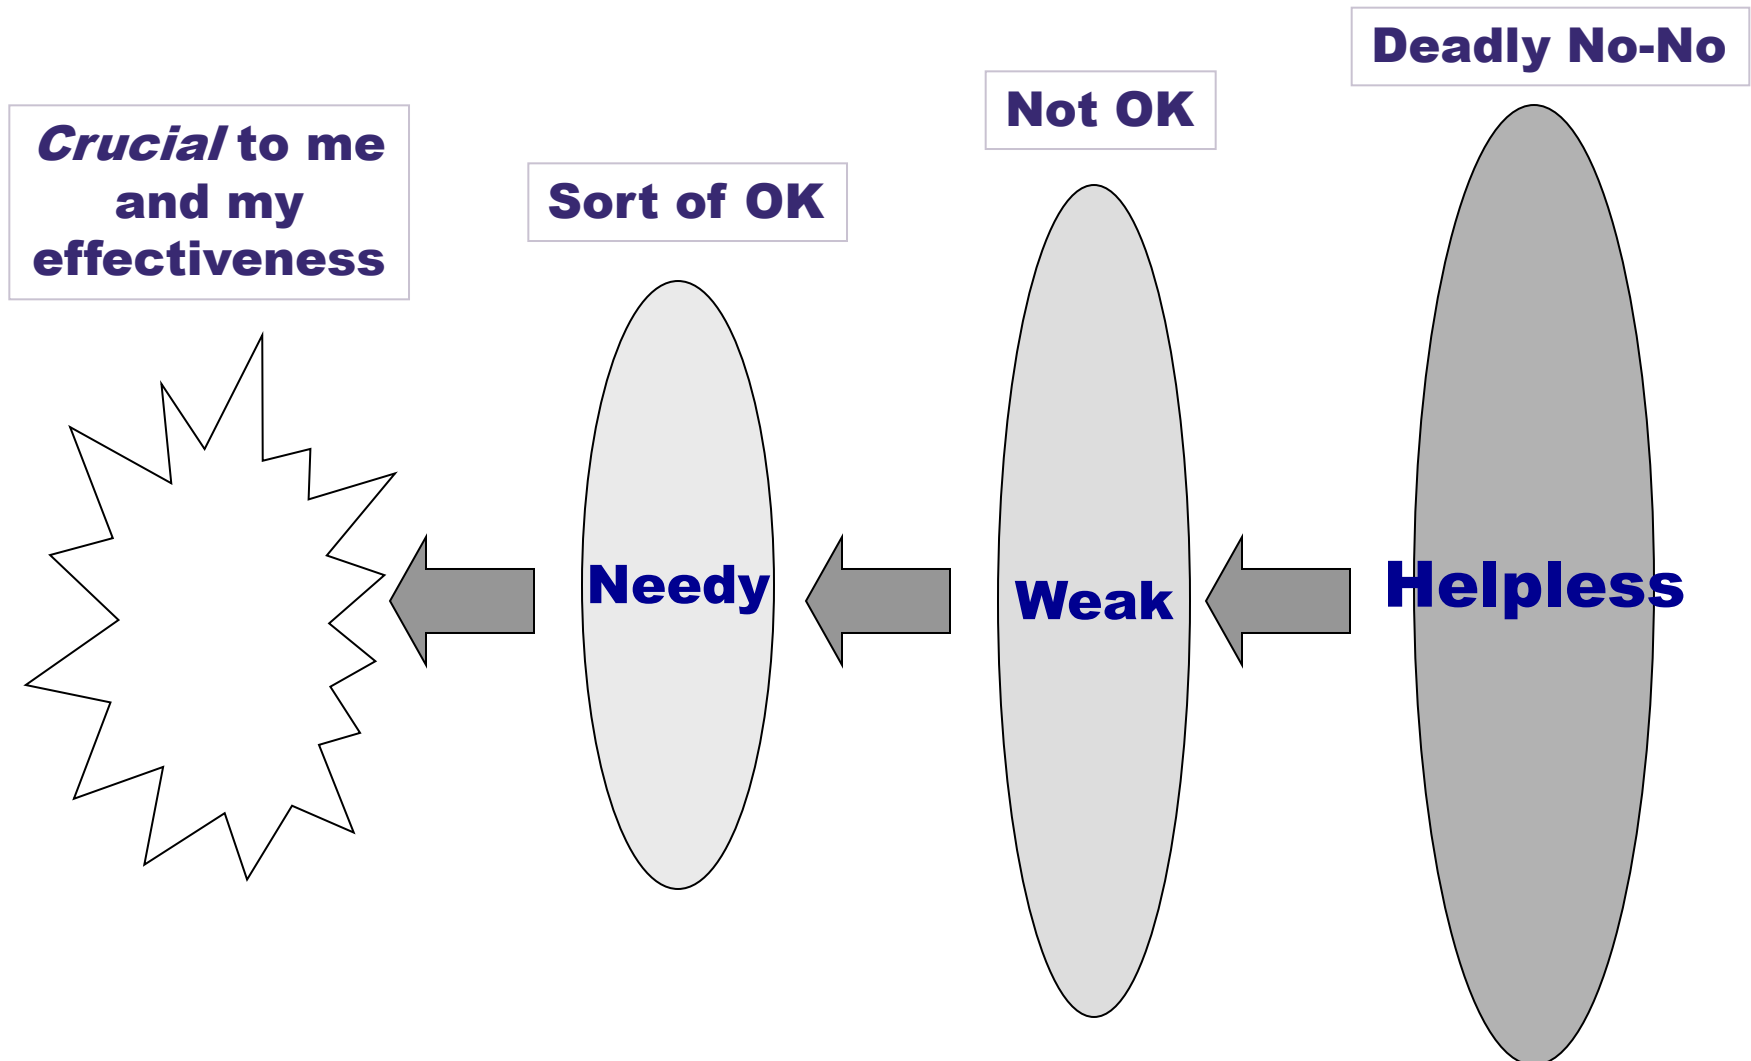 Crucial to me
and my
effectiveness
Sort of OK
Not OK
Deadly No-No
Needy
Weak
Helpless